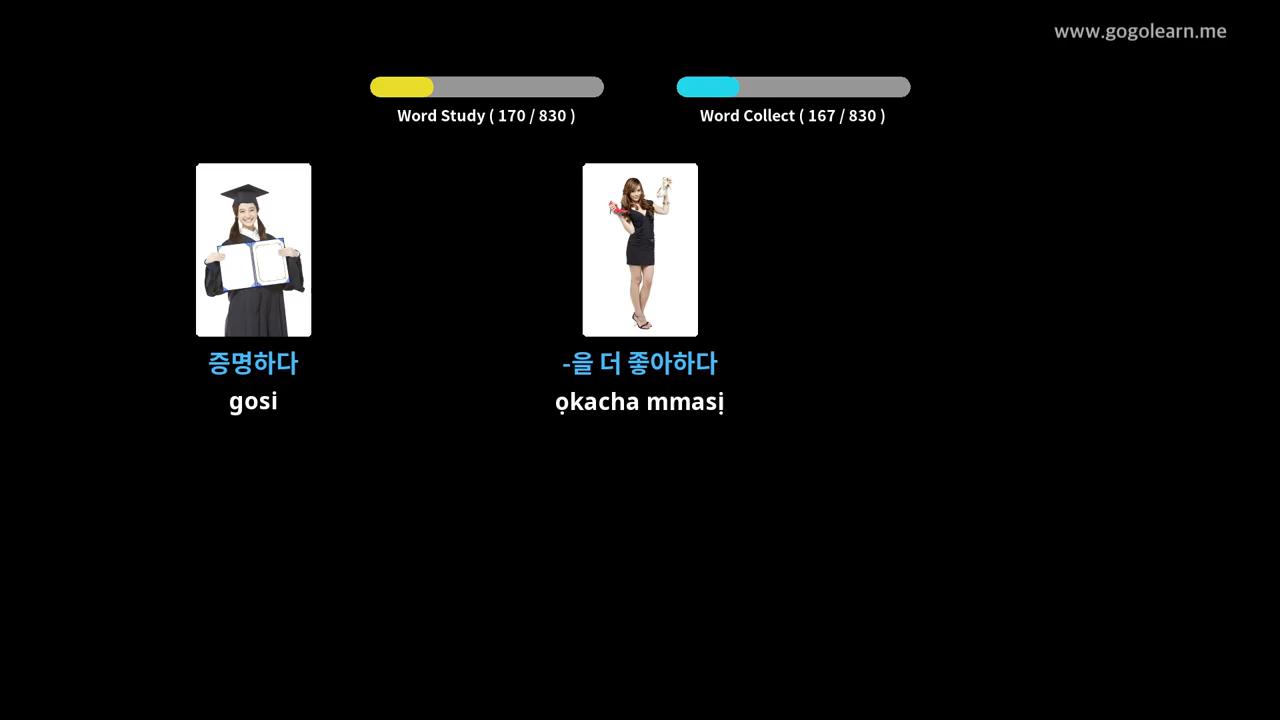 www.gogolearn.me
Word Study ( 170 / 830 )
Word Collect ( 167 / 830 )
증명하다
gosi
-을 더 좋아하다
ọkacha mmasị